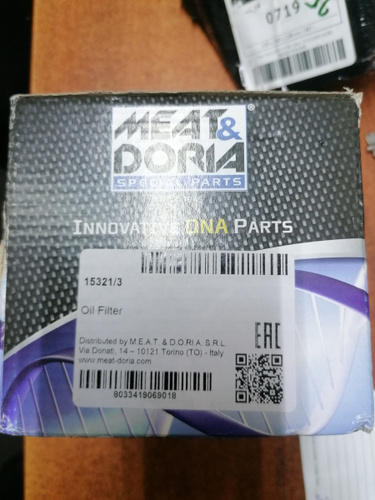 0719
MEAT&®
DORIA
SPECIAL PARTS
INNOVATIVE DNA PARTS
15321/3
Oil Filter
Distributed by M.E.A.T. & D.O.R.I.A. S.R.L.
Via Donati, 14 – 10121 Torino (TO) - Italy
www.meat-doria.com
EAC
8033419069018